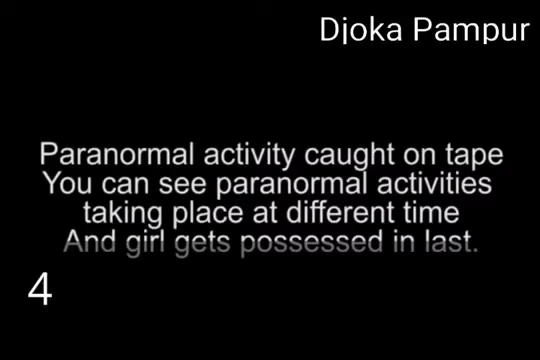 Djoka Pampur
Paranormal activity caught on tape
You can see paranormal activities
taking place at different time
And girl gets possessed in last.
4